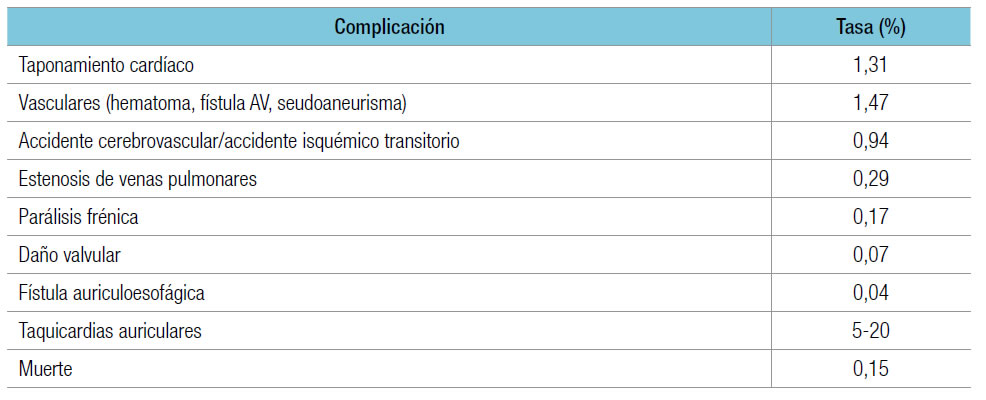 Complicación Tasa (%)
Taponamiento cardíaco 1,31
Vasculares (hematoma, fístula AV, seudoaneurisma) 1,47
Accidente cerebrovascular/accidente isquémico transitorio 0,94
Estenosis de venas pulmonares 0,29
Parálisis frénica 0,17
Daño valvular 0,07
Fístula auriculoesofágica 0,04
Taquicardias auriculares 5-20
Muerte 0,15